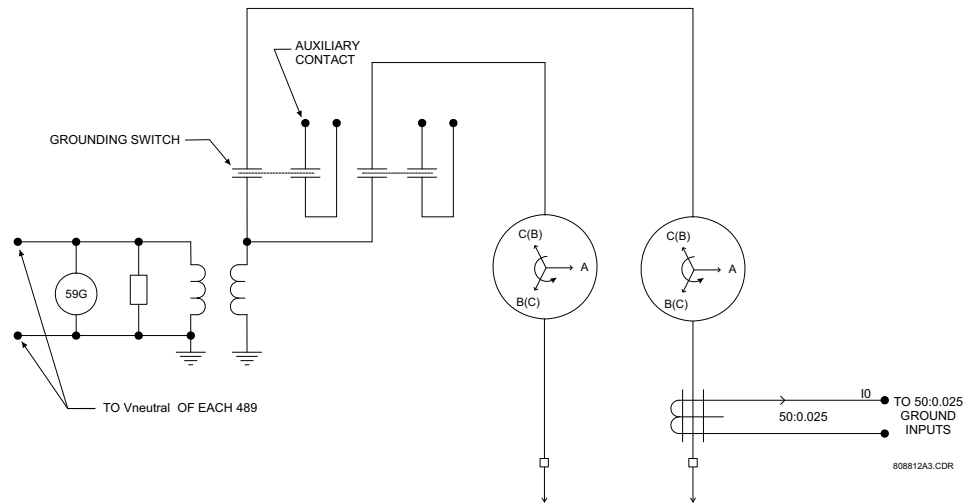 AUXILIARY
CONTACT
GROUNDING SWITCH
C(B)
A
B(C)
C(B)
A
B(C)
59G
TO Vneutral OF EACH 489
I0
50:0.025
TO 50:0.025
GROUND
INPUTS
808812A3.CDR